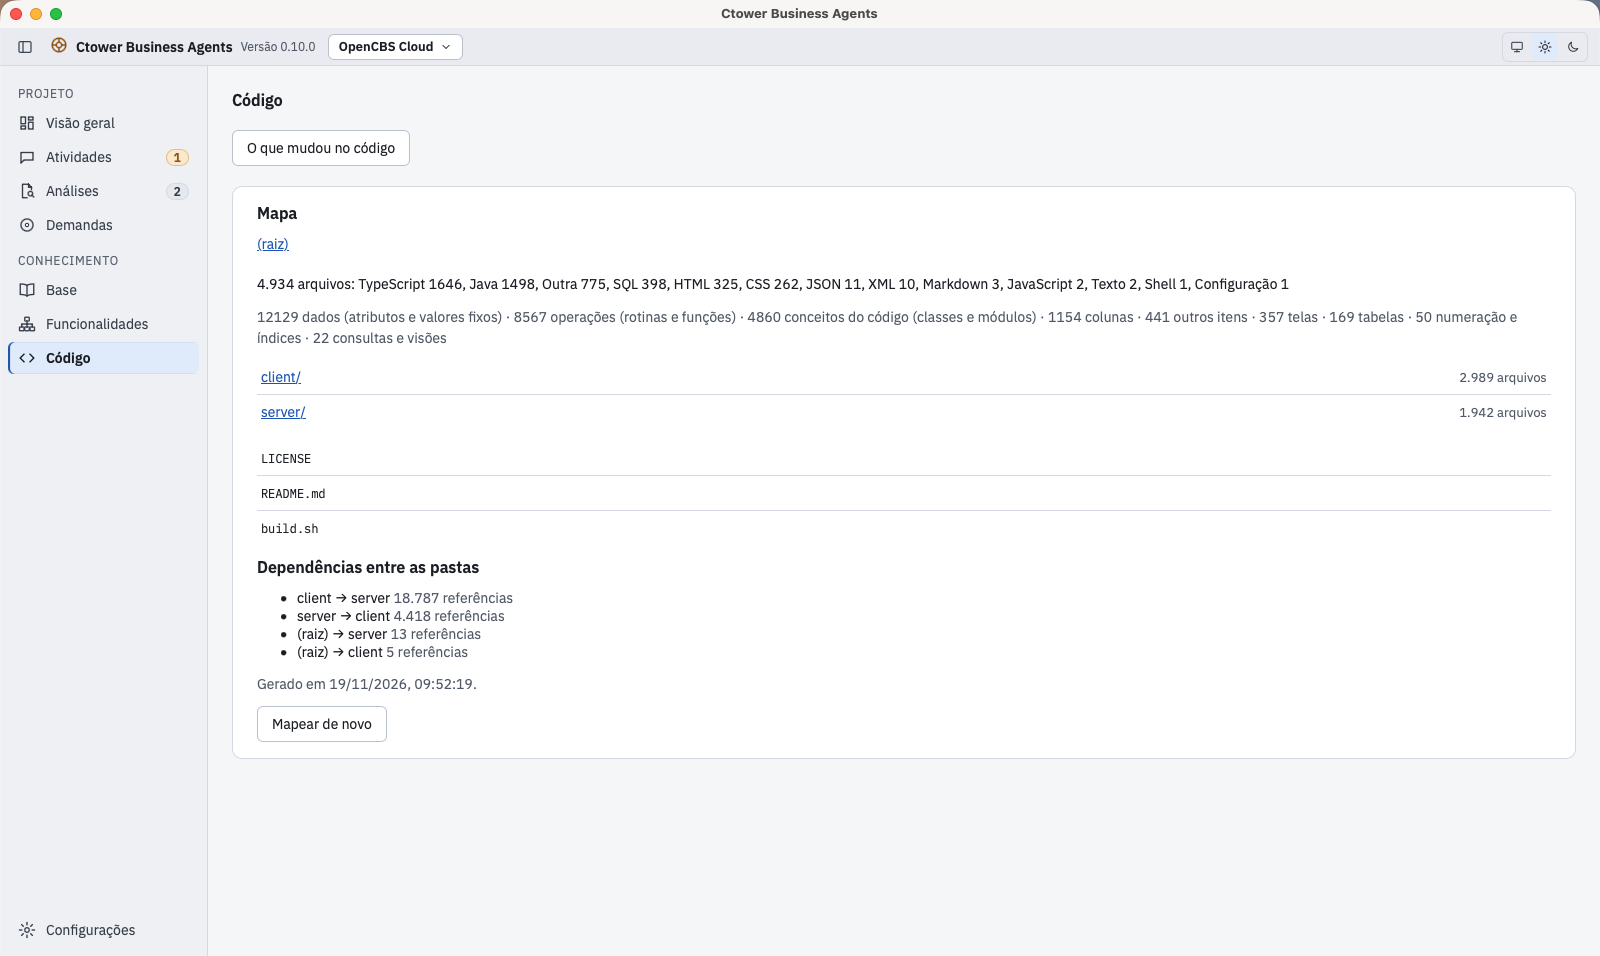 Ctower Business Agents
Ctower Business Agents Versão 0.10.0 OpenCBS Cloud
PROJETO
Visão geral
Atividades 1
Análises 2
Demandas
CONHECIMENTO
Base
Funcionalidades
Código
Configurações
Código
O que mudou no código
Mapa
(raiz)
4.934 arquivos: TypeScript 1646, Java 1498, Outra 775, SQL 398, HTML 325, CSS 262, JSON 11, XML 10, Markdown 3, JavaScript 2, Texto 2, Shell 1, Configuração 1
12129 dados (atributos e valores fixos) · 8567 operações (rotinas e funções) · 4860 conceitos do código (classes e módulos) · 1154 colunas · 441 outros itens · 357 telas · 169 tabelas · 50 numeração e
índices · 22 consultas e visões
client/ 2.989 arquivos
server/ 1.942 arquivos
LICENSE
README.md
build.sh
Dependências entre as pastas
client → server 18.787 referências
server → client 4.418 referências
(raiz) → server 13 referências
(raiz) → client 5 referências
Gerado em 19/11/2026, 09:52:19.
Mapear de novo